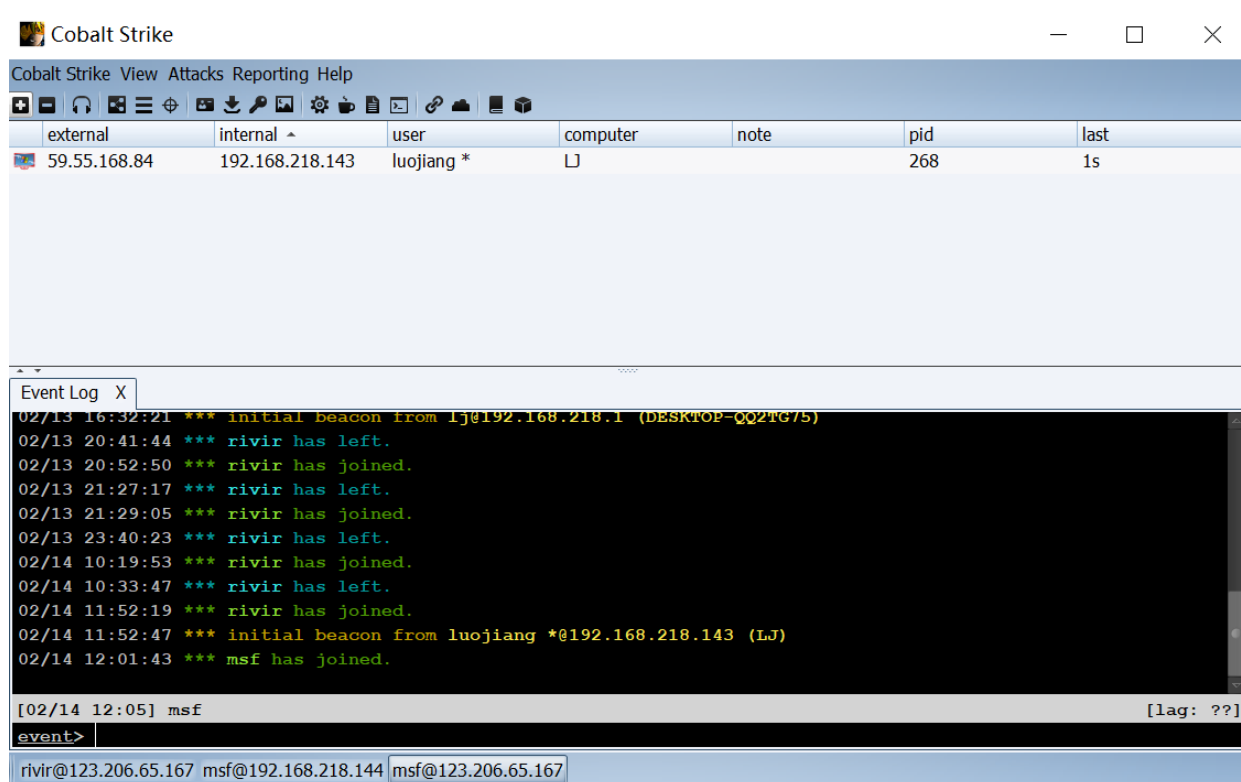 Cobalt Strike
Cobalt Strike View Attacks Reporting Help
external internal user computer note pid last
59.55.168.84 192.168.218.143 luojiang * LJ 268 1s
Event Log X
02/13 16:32:21 *** initial beacon from lj@192.168.218.1 (DESKTOP-QQ2TG75)
02/13 20:41:44 *** rivir has left.
02/13 20:52:50 *** rivir has joined.
02/13 21:27:17 *** rivir has left.
02/13 21:29:05 *** rivir has joined.
02/13 23:40:23 *** rivir has left.
02/14 10:19:53 *** rivir has joined.
02/14 10:33:47 *** rivir has left.
02/14 11:52:19 *** rivir has joined.
02/14 11:52:47 *** initial beacon from luojiang *@192.168.218.143 (LJ)
02/14 12:01:43 *** msf has joined.
[02/14 12:05] msf [lag: ??]
event>
rivir@123.206.65.167 msf@192.168.218.144 msf@123.206.65.167